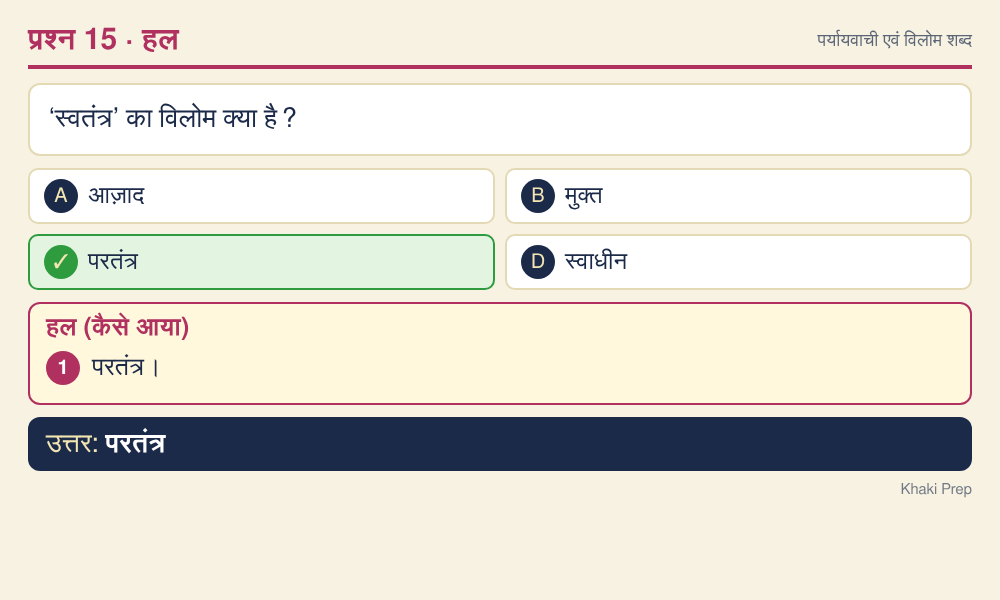 प्रश्न 15 · हल
पर्यायवाची एवं विलोम शब्द
‘स्वतंत्र’ का विलोम क्या है ?
A आज़ाद
B मुक्त
✓ परतंत्र
D स्वाधीन
हल (कैसे आया)
1 परतंत्र।
उत्तर: परतंत्र
Khaki Prep